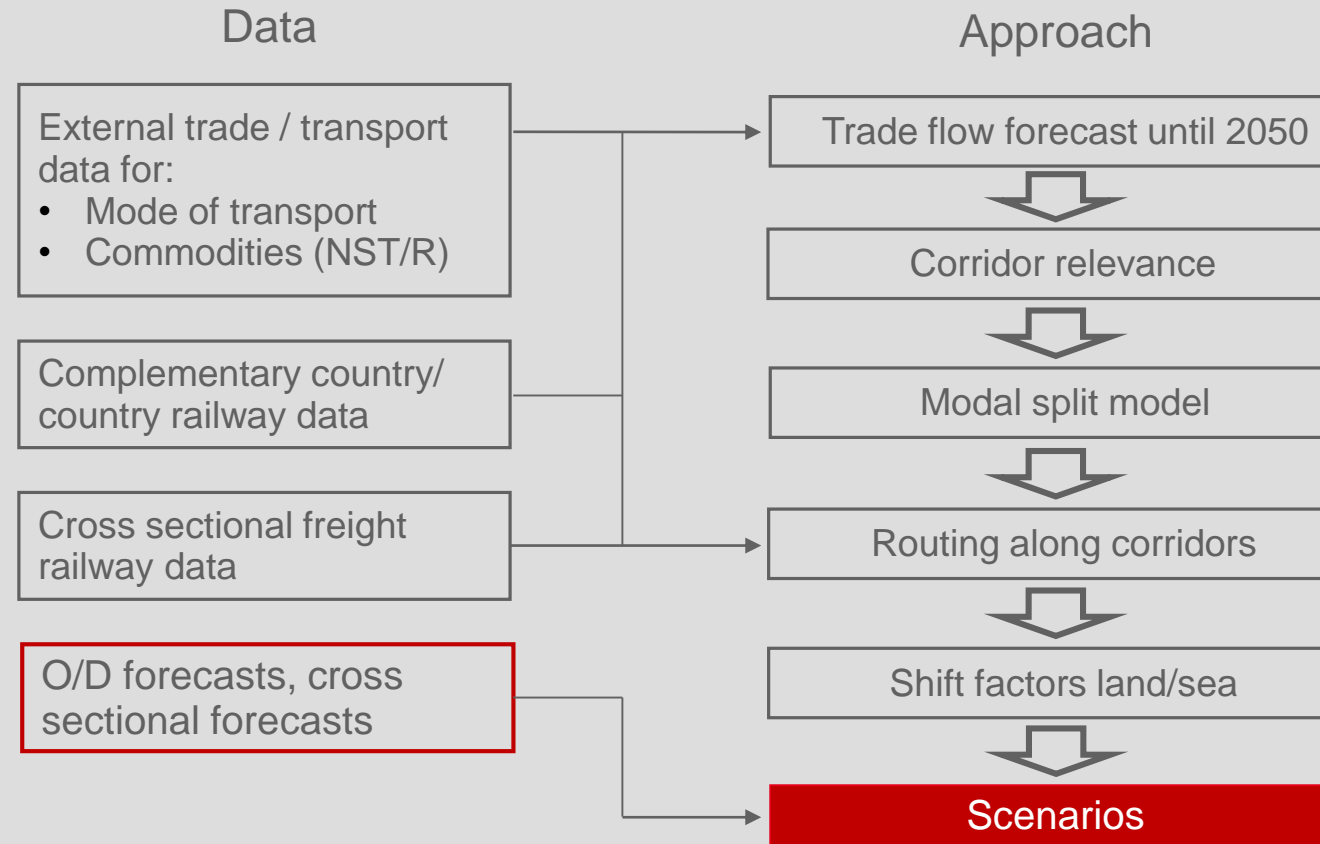 Data
External trade / transport
data for:
• Mode of transport
• Commodities (NST/R)
Complementary country/
country railway data
Cross sectional freight
railway data
O/D forecasts, cross
sectional forecasts
Approach
Trade flow forecast until 2050
Corridor relevance
Modal split model
Routing along corridors
Shift factors land/sea
Scenarios